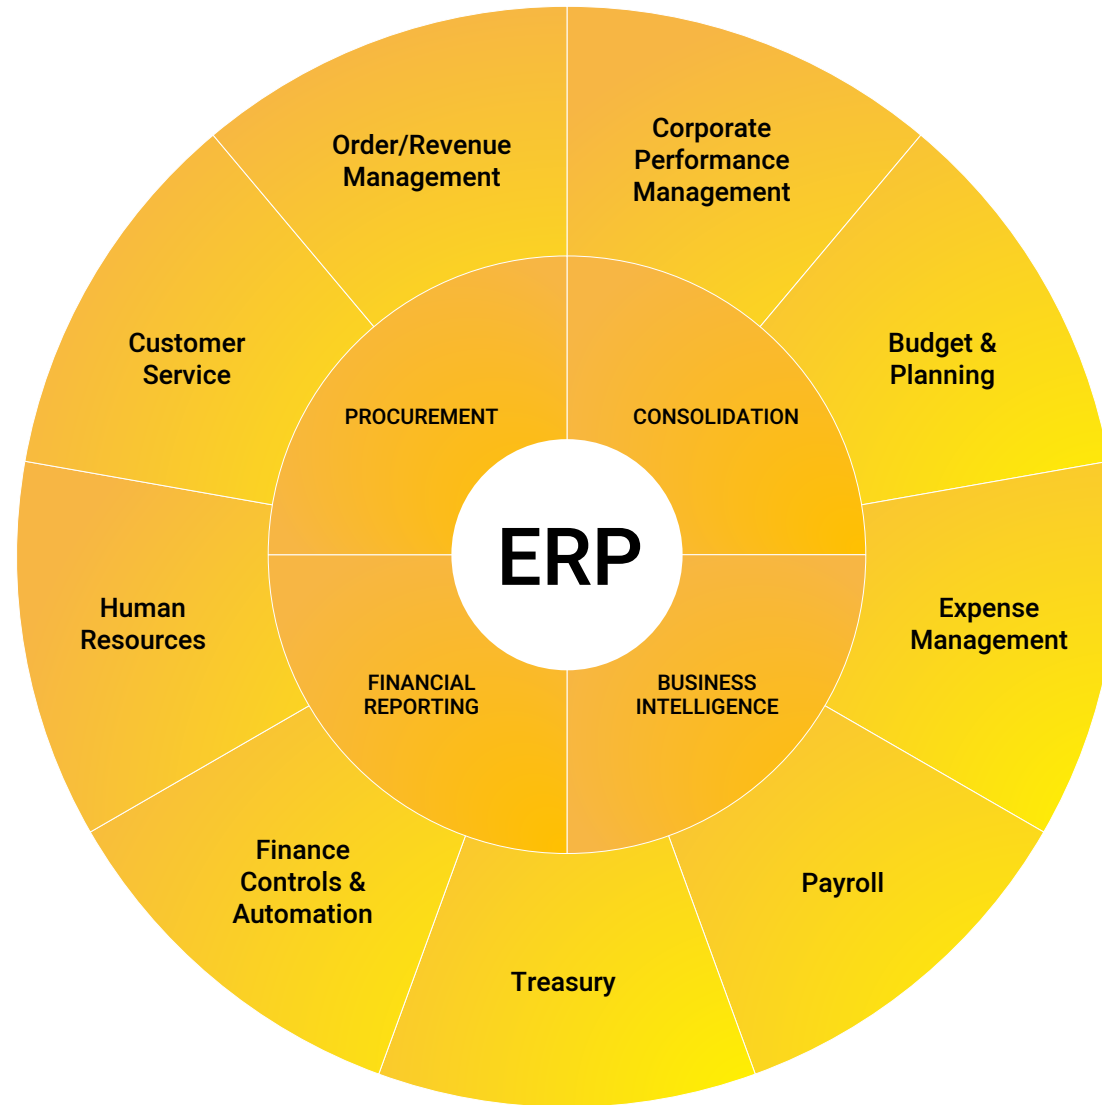 Order/Revenue
Management
Corporate
Performance
Management
Customer
Service
Budget &
Planning
PROCUREMENT
CONSOLIDATION
ERP
Human
Resources
Expense
Management
FINANCIAL
REPORTING
BUSINESS
INTELLIGENCE
Finance
Controls &
Automation
Payroll
Treasury